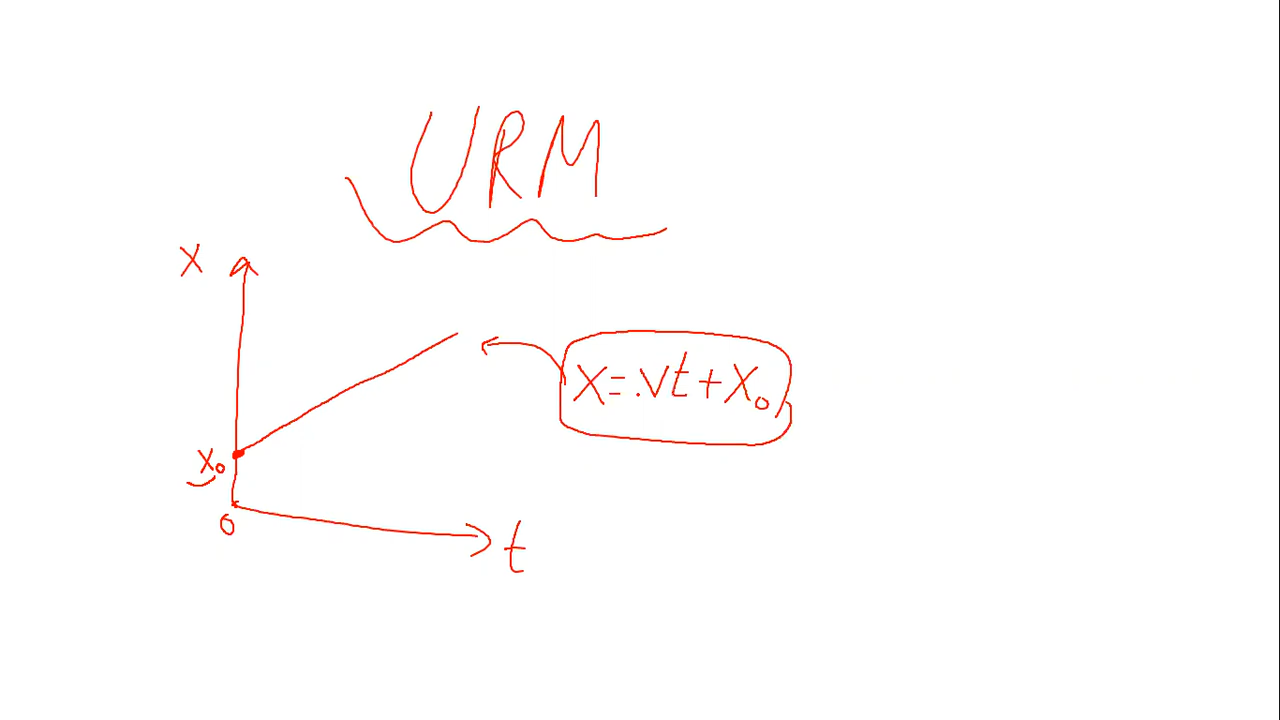 URM
x
x = .vt + x₀,
x₀
0
t